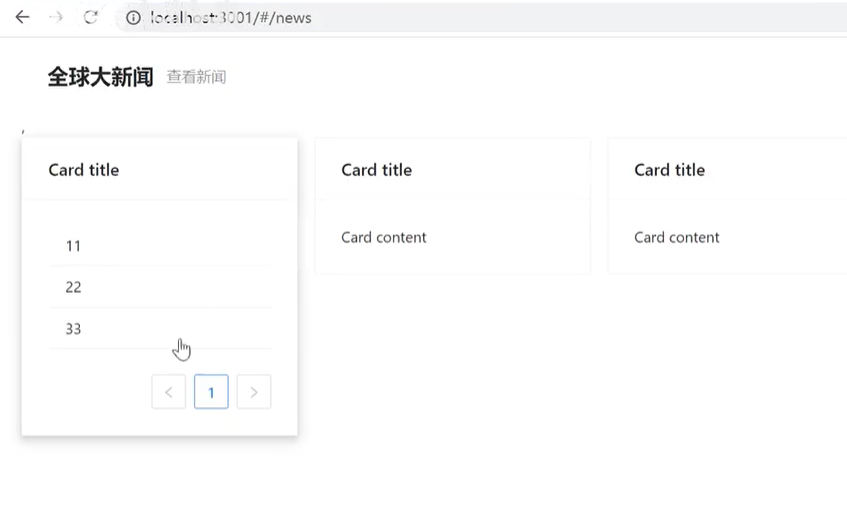 localhost:3001/#/news
全球大新闻 查看新闻
Card title
11
22
33
1
Card title
Card content
Card title
Card content